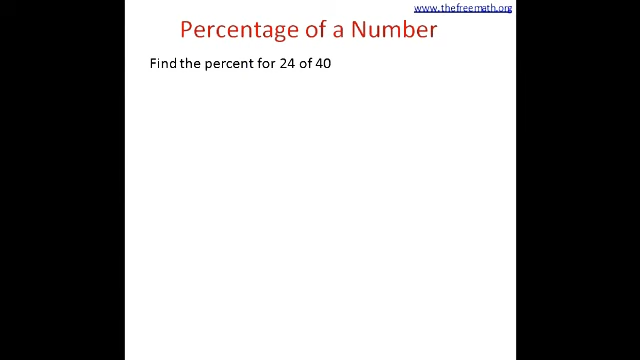 www.thefreemath.org
Percentage of a Number
Find the percent for 24 of 40